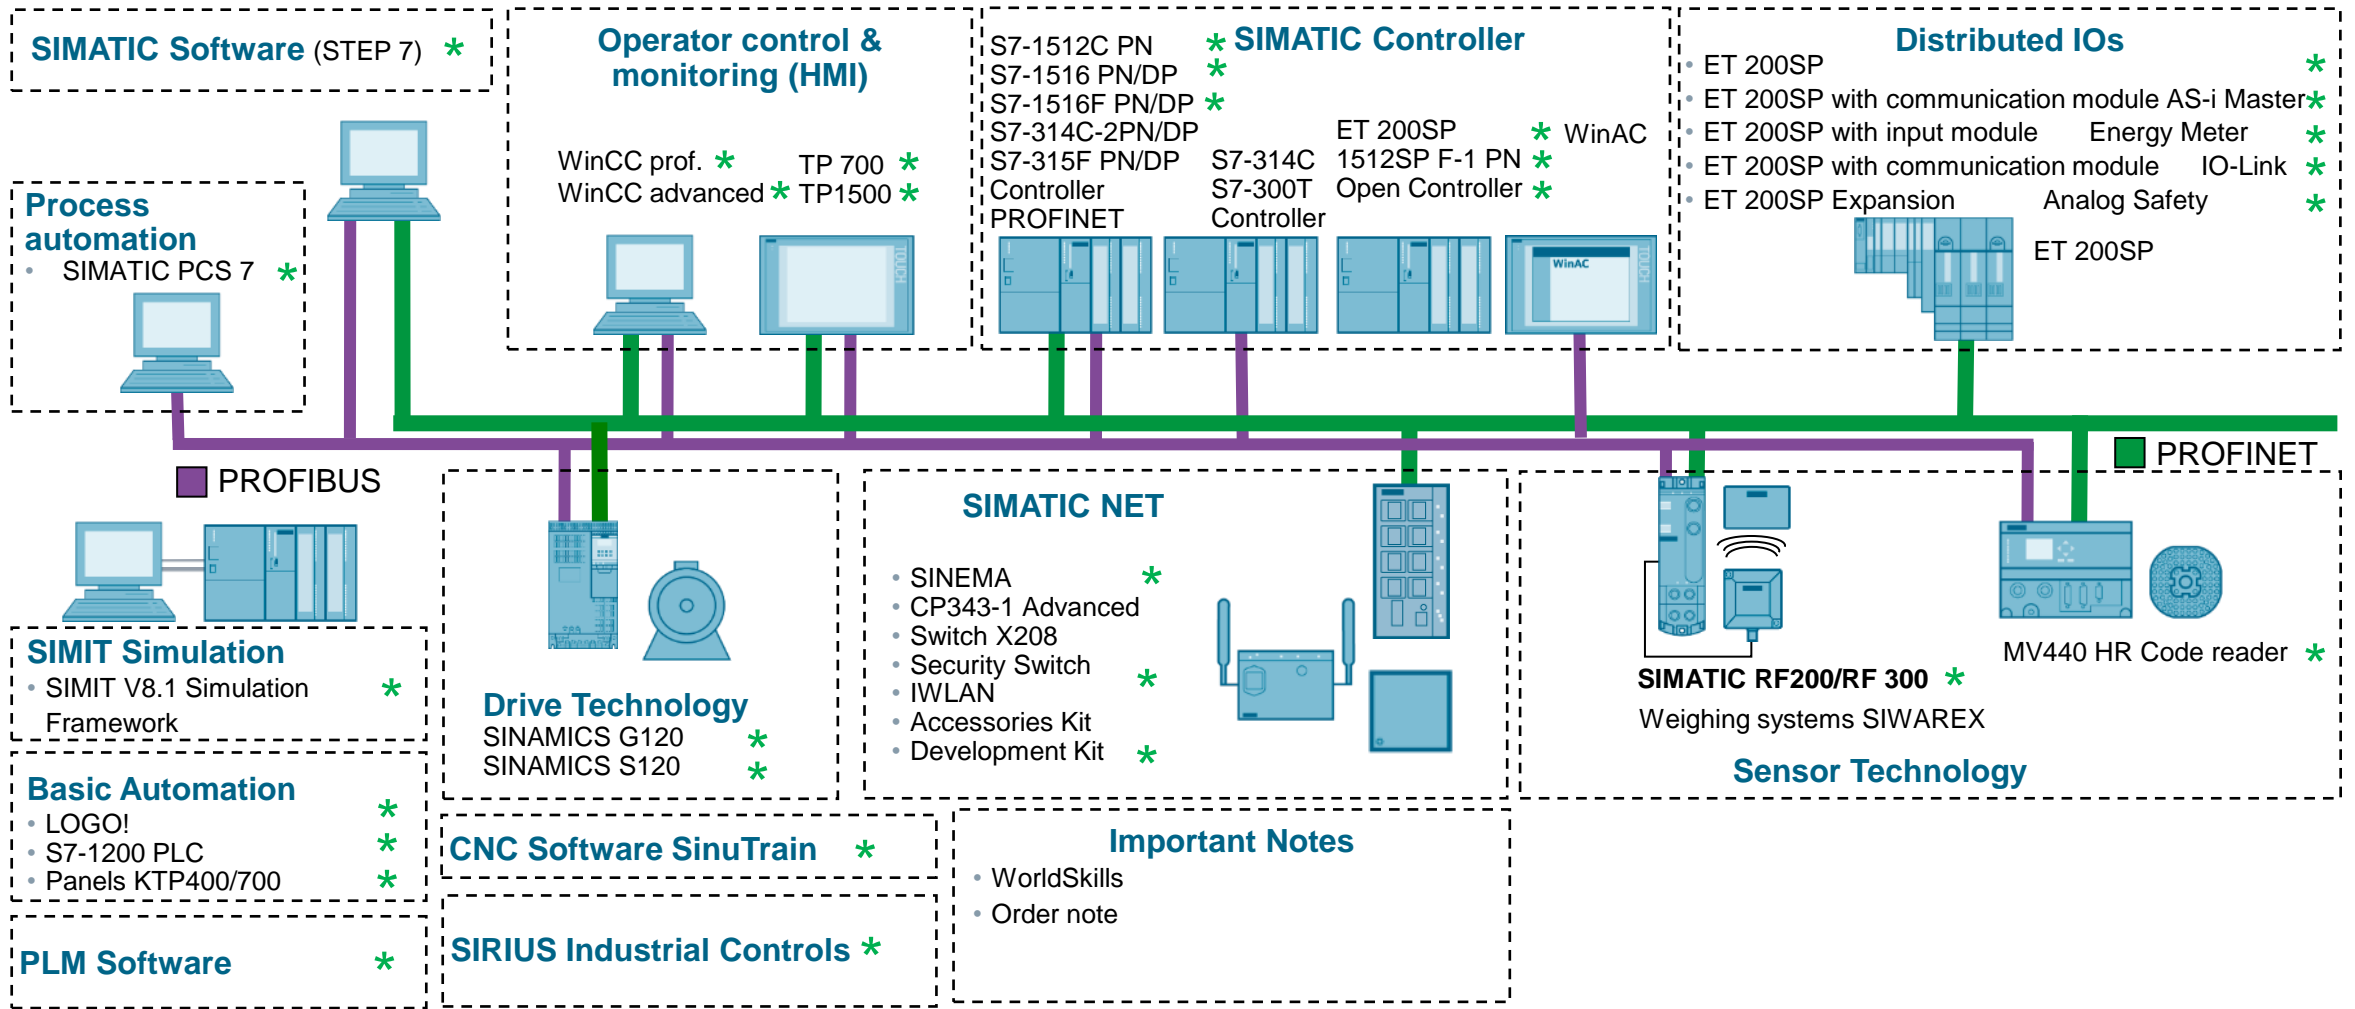 SIMATIC Software (STEP 7) *
Process
automation
• SIMATIC PCS 7 *
Operator control &
monitoring (HMI)
WinCC prof. *
WinCC advanced *
TP 700 *
TP1500 *
TOUCH
SIMATIC Controller
S7-1512C PN *
S7-1516 PN/DP *
S7-1516F PN/DP *
S7-314C-2PN/DP
S7-315F PN/DP
Controller
PROFINET
S7-314C
S7-300T
Controller
ET 200SP *
1512SP F-1 PN *
Open Controller *
WinAC
WinAC
TOUCH
Distributed IOs
• ET 200SP *
• ET 200SP with communication module AS-i Master *
• ET 200SP with input module Energy Meter *
• ET 200SP with communication module IO-Link *
• ET 200SP Expansion Analog Safety *
ET 200SP
PROFIBUS
PROFINET
SIMIT Simulation
• SIMIT V8.1 Simulation *
Framework
Basic Automation
• LOGO! *
• S7-1200 PLC *
• Panels KTP400/700 *
PLM Software *
Drive Technology
SINAMICS G120 *
SINAMICS S120 *
CNC Software SinuTrain *
SIRIUS Industrial Controls *
SIMATIC NET
• SINEMA *
• CP343-1 Advanced
• Switch X208
• Security Switch
• IWLAN *
• Accessories Kit
• Development Kit *
Important Notes
• WorldSkills
• Order note
SIMATIC RF200/RF 300 *
Weighing systems SIWAREX
MV440 HR Code reader *
Sensor Technology